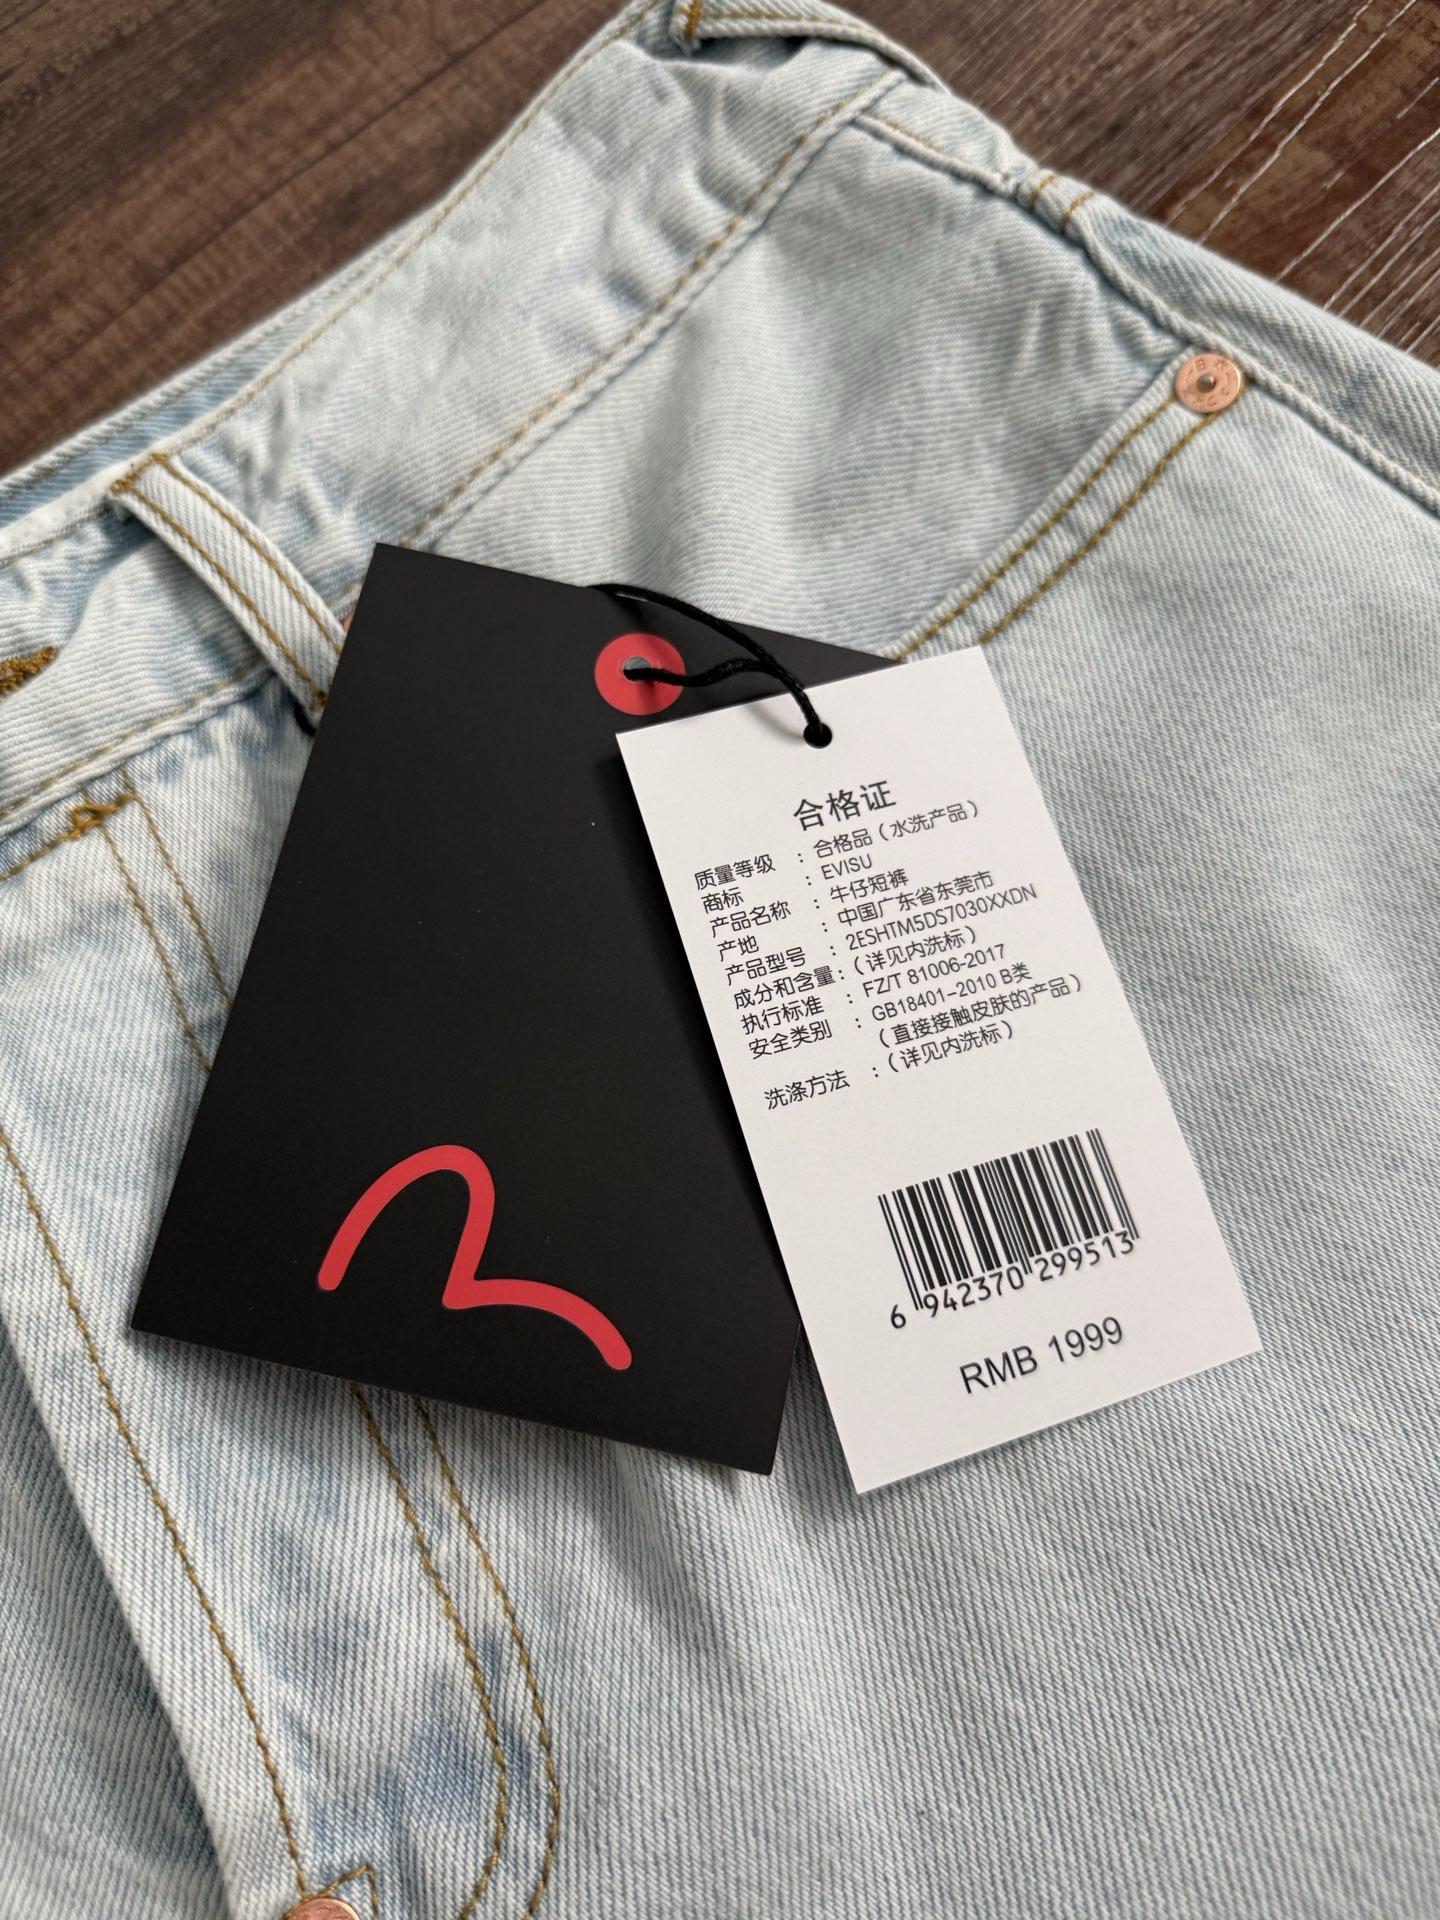 合格证
质量等级 : 合格品（水洗产品）
商标 : EVISU
产品名称 : 牛仔短裤
产地 : 中国广东省东莞市
产品型号 : 2ESHTM5DS7030XXDN
成分和含量 : （详见内洗标）
执行标准 : FZ/T 81006-2017
安全类别 : GB18401-2010 B类
（直接接触皮肤的产品）
洗涤方法 : （详见内洗标）
6 942370 299513
RMB 1999